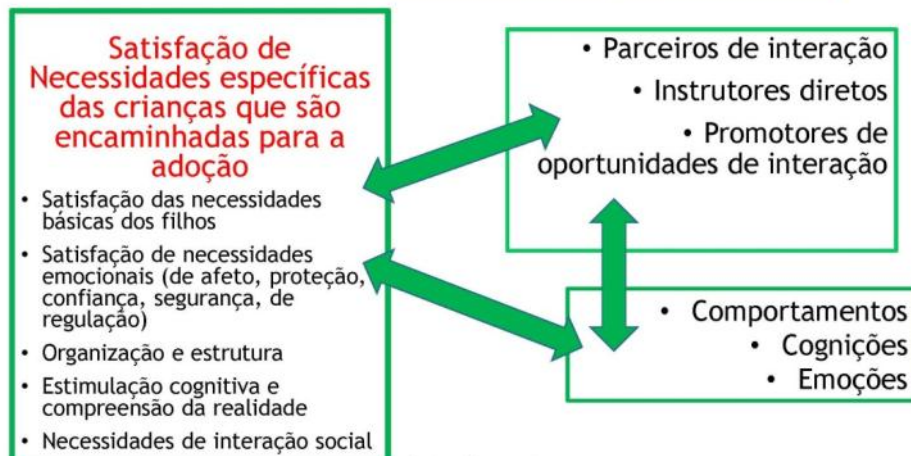 Satisfação de
Necessidades específicas
das crianças que são
encaminhadas para a
adoção
• Satisfação das necessidades
básicas dos filhos
• Satisfação de necessidades
emocionais (de afeto, proteção,
confiança, segurança, de
regulação)
• Organização e estrutura
• Estimulação cognitiva e
compreensão da realidade
• Necessidades de interação social
• Parceiros de interação
• Instrutores diretos
• Promotores de
oportunidades de interação
• Comportamentos
• Cognições
• Emoções